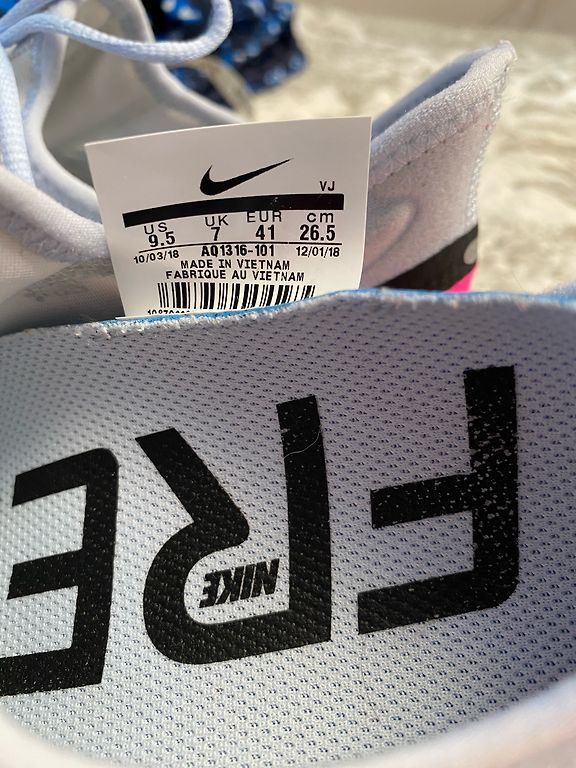 VJ
US UK EUR cm
9.5 7 41 26.5
10/03/18 AQ1316-101 12/01/18
MADE IN VIETNAM
FABRIQUE AU VIETNAM
FRE
NIKE